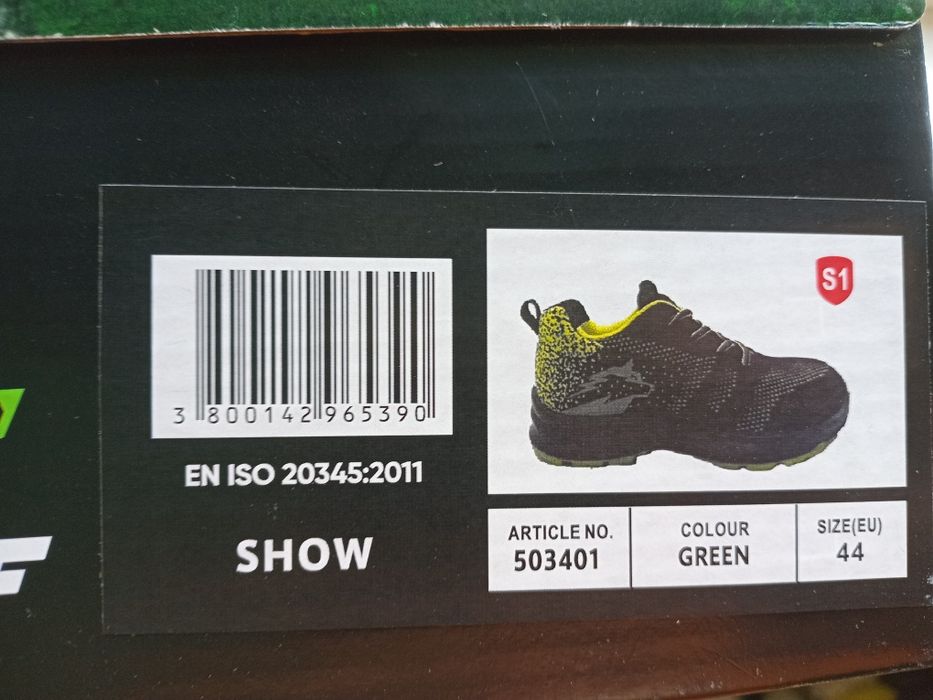 3 800142 965390
EN ISO 20345:2011
SHOW
S1
ARTICLE NO.
503401
COLOUR
GREEN
SIZE(EU)
44